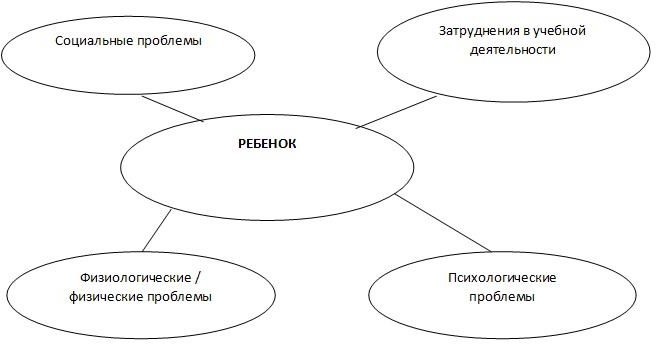 Социальные проблемы
Затруднения в учебной
деятельности
РЕБЕНОК
Физиологические /
физические проблемы
Психологические
проблемы